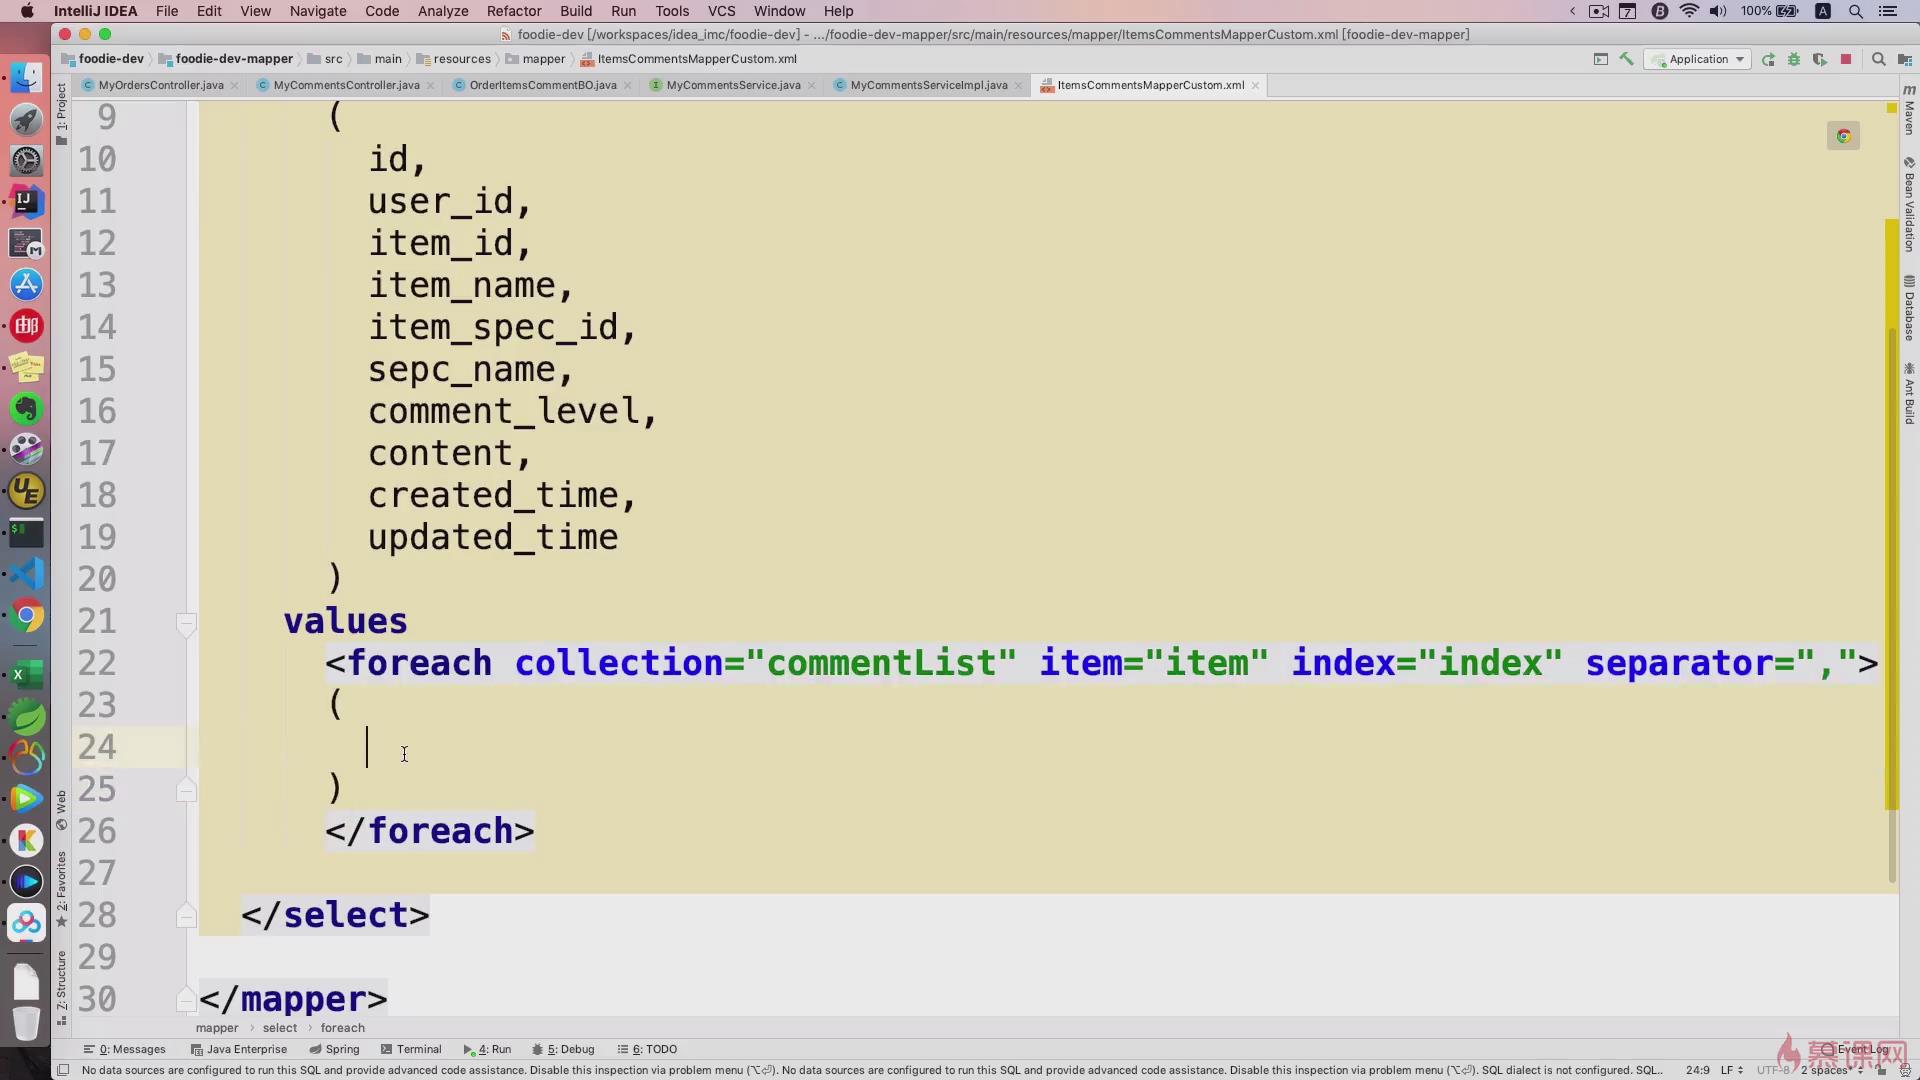 IntelliJ IDEA File Edit View Navigate Code Analyze Refactor Build Run Tools VCS Window Help 100%
foodie-dev [/workspaces/idea_imc/foodie-dev] - .../foodie-dev-mapper/src/main/resources/mapper/ItemsCommentsMapperCustom.xml [foodie-dev-mapper]
foodie-dev foodie-dev-mapper src main resources mapper ItemsCommentsMapperCustom.xml Application
MyOrdersController.java MyCommentsController.java OrderItemsCommentBO.java MyCommentsService.java MyCommentsServiceImpl.java ItemsCommentsMapperCustom.xml
1: Project
Maven
Bean Validation
Database
Ant Build
9 (
10 id,
11 user_id,
12 item_id,
13 item_name,
14 item_spec_id,
15 sepc_name,
16 comment_level,
17 content,
18 created_time,
19 updated_time
20 )
21 values
22 <foreach collection="commentList" item="item" index="index" separator=",">
23 (
24
25 )
26 </foreach>
27
28 </select>
29
30 </mapper>
Web
2: Favorites
7: Structure
mapper › select › foreach
0: Messages Java Enterprise Spring Terminal 4: Run 5: Debug 6: TODO Event Log
No data sources are configured to run this SQL and provide advanced code assistance. Disable this inspection via problem menu (⌥⏎). No data sources are configured to run this SQL and provide advanced code assistance. Disable this inspection via problem menu (⌥⏎). SQL dialect is not configured. SQL.. 24:9 LF UTF-8 2 spaces
慕课网